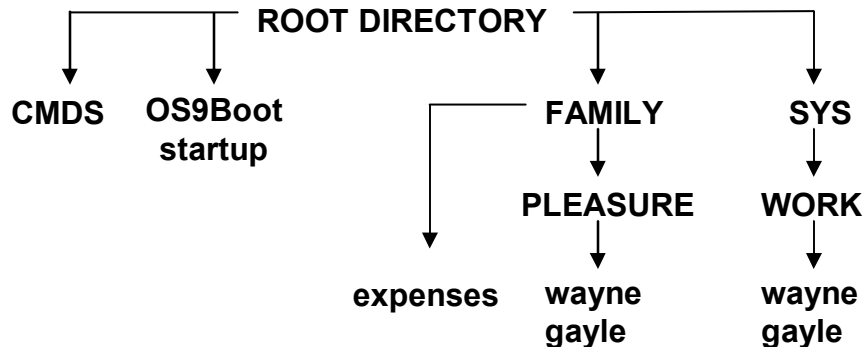 ROOT DIRECTORY
CMDS
OS9Boot
startup
FAMILY
SYS
PLEASURE
WORK
expenses
wayne
gayle
wayne
gayle